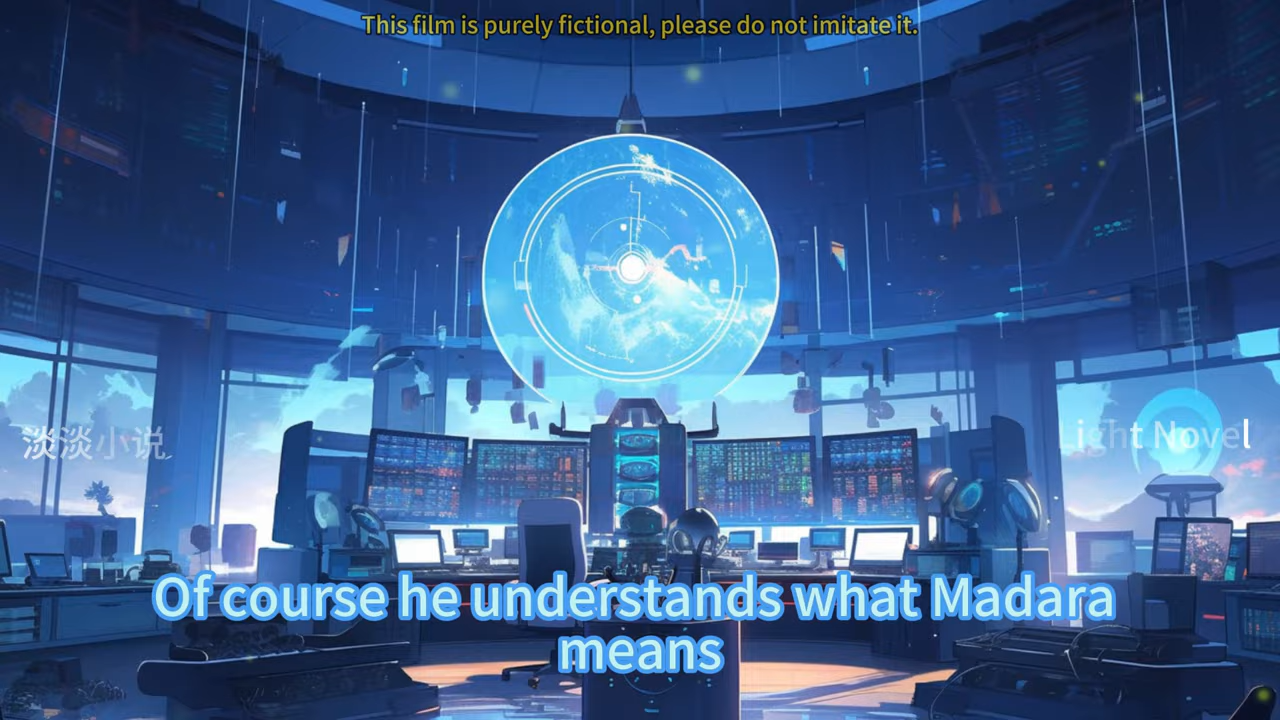 This film is purely fictional, please do not imitate it.
淡淡小说
Light Novel
Of course he understands what Madara
means